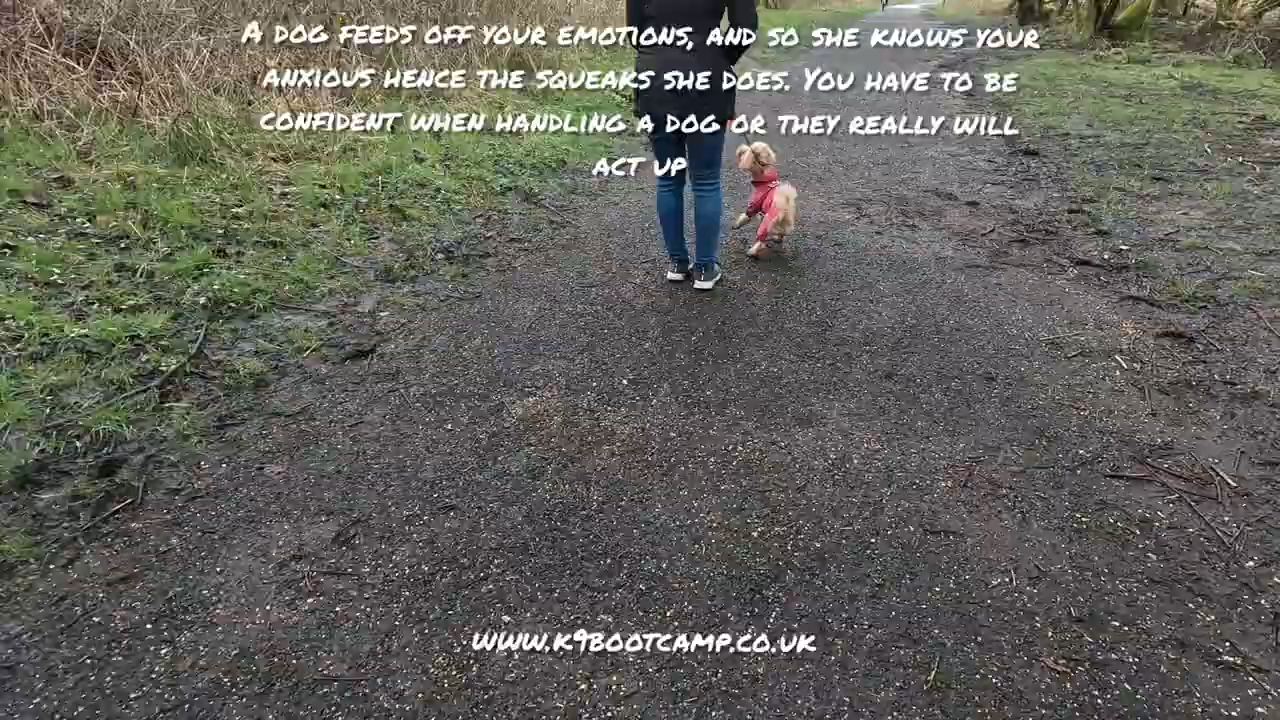 A dog feeds off your emotions, and so she knows your
anxious hence the squeaks she does. You have to be
confident when handling a dog or they really will
act up
www.k9bootcamp.co.uk